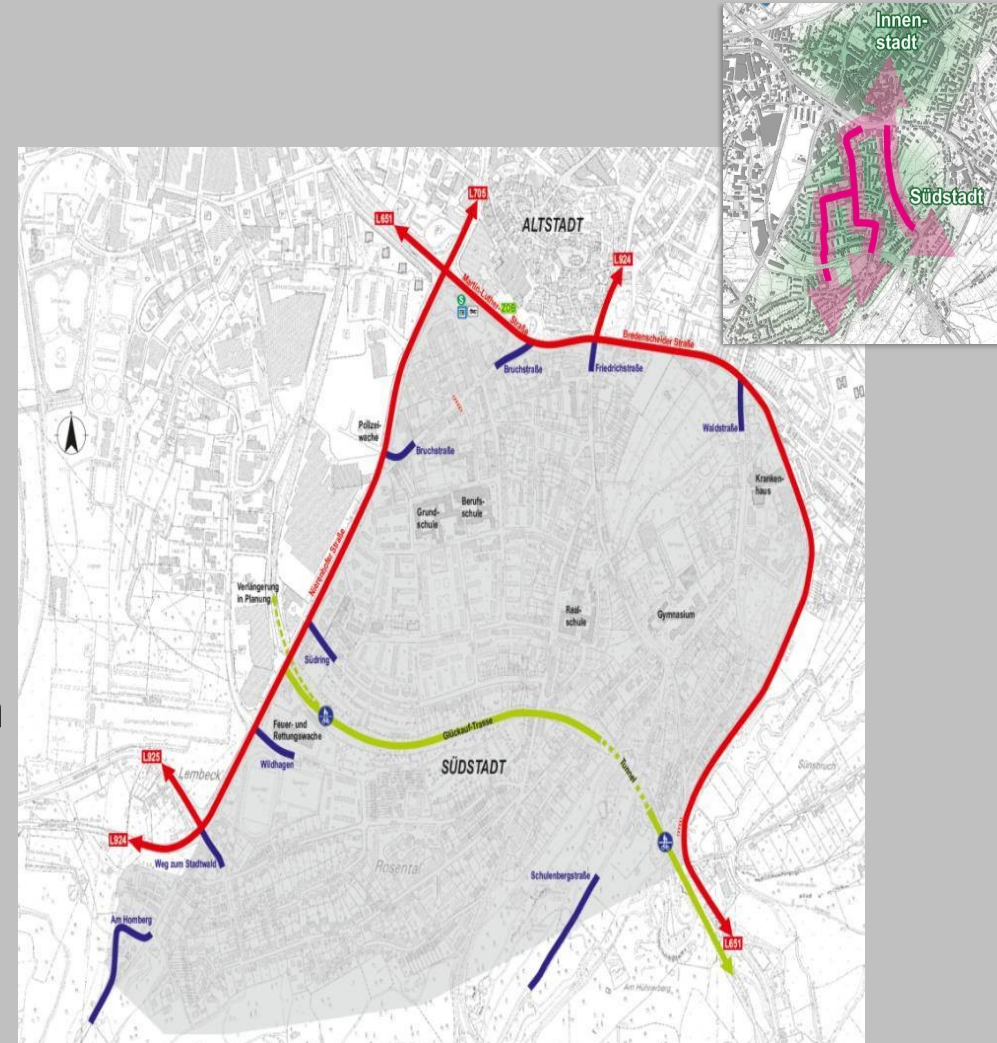 Innen-
stadt
Südstadt
L705
L651
ALTSTADT
L924
Martin-Luther-
Straße
ZOB
S
Bredenscheider Straße
Bruchstraße
Friedrichstraße
Waldstraße
H H
Polizei-
wache
Bruchstraße
Kranken-
haus
Berufs-
schule
Grund-
schule
Nierenhofer Straße
Verlängerung
in Planung
Real-
schule
Gymnasium
Südring
Feuer- und
Rettungswache
Glückauf-Trasse
Wildhagen
SÜDSTADT
Tunnel
Sünsbruch
L925
Lembeck
L924
Weg zum Stadtwald
Rosental
Schulenbergstraße
Am Homberg
L651
Am Hühnerberg